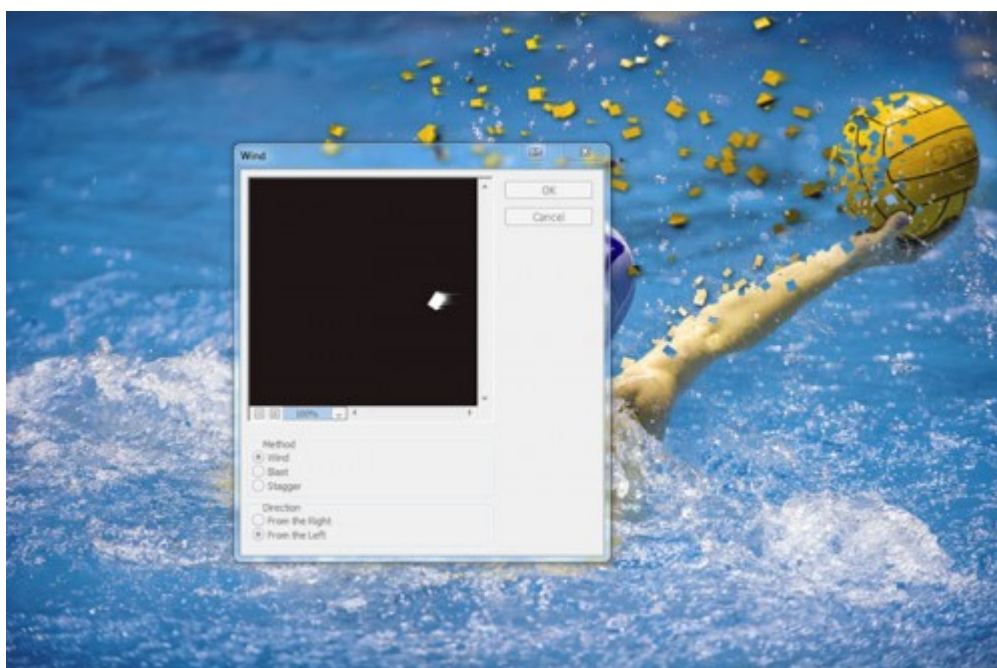 Wind
OK
Cancel
100%
Method
Wind
Blast
Stagger
Direction
From the Right
From the Left